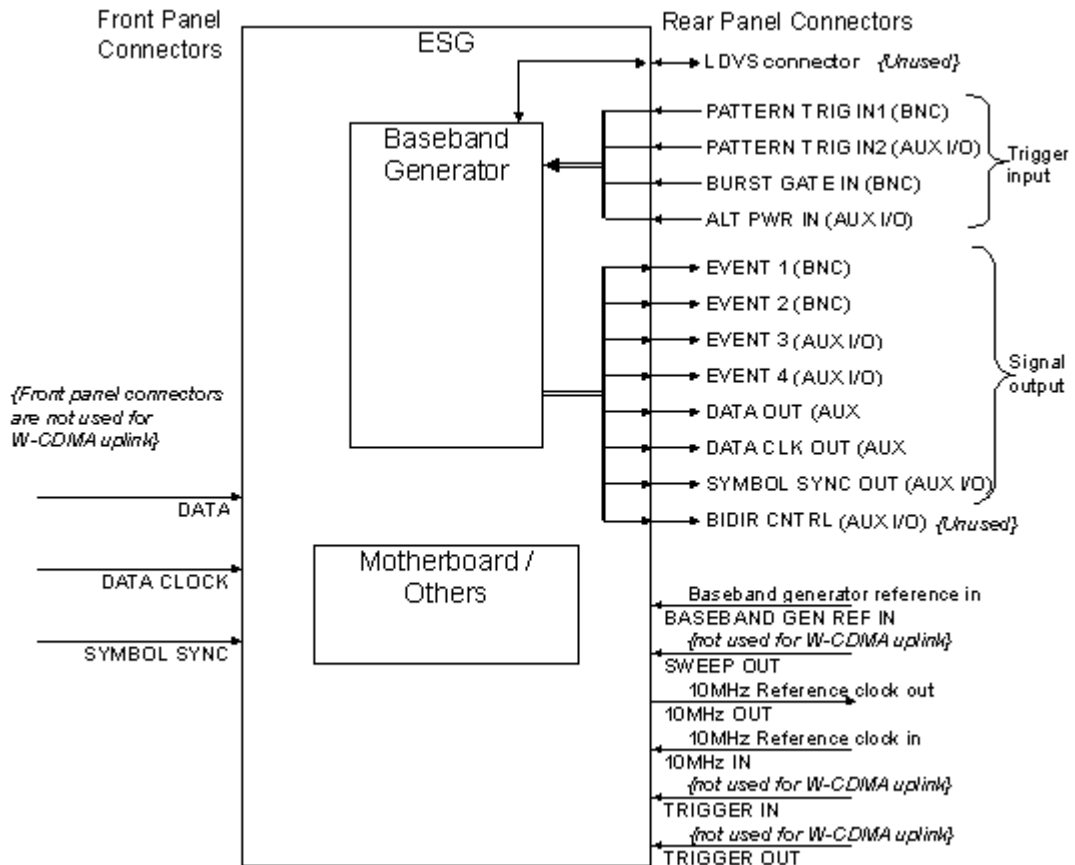 Front Panel
Connectors
Rear Panel Connectors
ESG
LDVS connector {Unused}
Baseband
Generator
PATTERN TRIG IN1 (BNC)
PATTERN TRIG IN2 (AUX I/O)
BURST GATE IN (BNC)
ALT PWR IN (AUX I/O)
Trigger
input
EVENT 1 (BNC)
EVENT 2 (BNC)
EVENT 3 (AUX I/O)
EVENT 4 (AUX I/O)
DATA OUT (AUX
DATA CLK OUT (AUX
SYMBOL SYNC OUT (AUX I/O)
BIDIR CNTRL (AUX I/O) {Unused}
Signal
output
{Front panel connectors
are not used for
W-CDMA uplink}
DATA
DATA CLOCK
SYMBOL SYNC
Motherboard /
Others
Baseband generator reference in
BASEBAND GEN REF IN
{not used for W-CDMA uplink}
SWEEP OUT
10MHz Reference clock out
10MHz OUT
10MHz Reference clock in
10MHz IN
{not used for W-CDMA uplink}
TRIGGER IN
{not used for W-CDMA uplink}
TRIGGER OUT